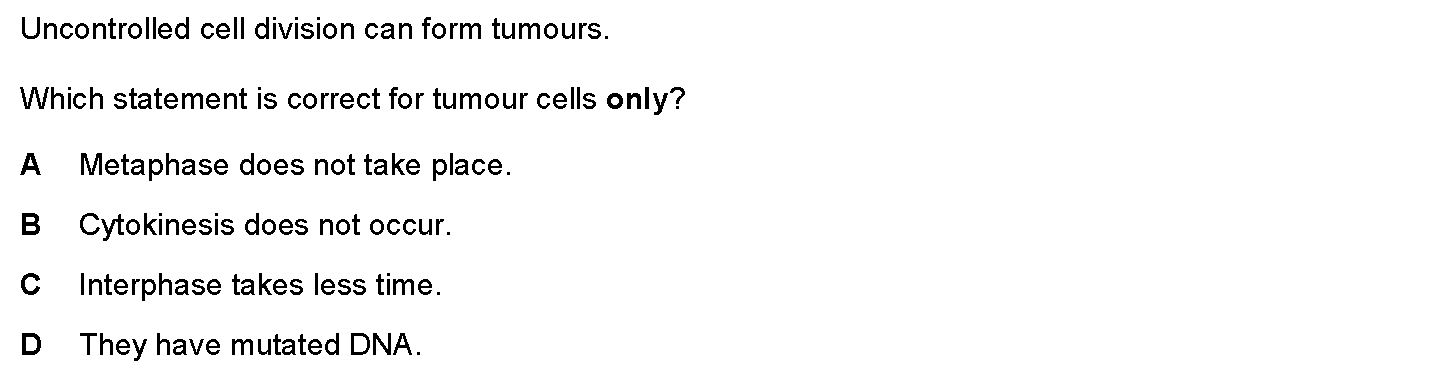 Uncontrolled cell division can form tumours.
Which statement is correct for tumour cells only?
A Metaphase does not take place.
B Cytokinesis does not occur.
C Interphase takes less time.
D They have mutated DNA.